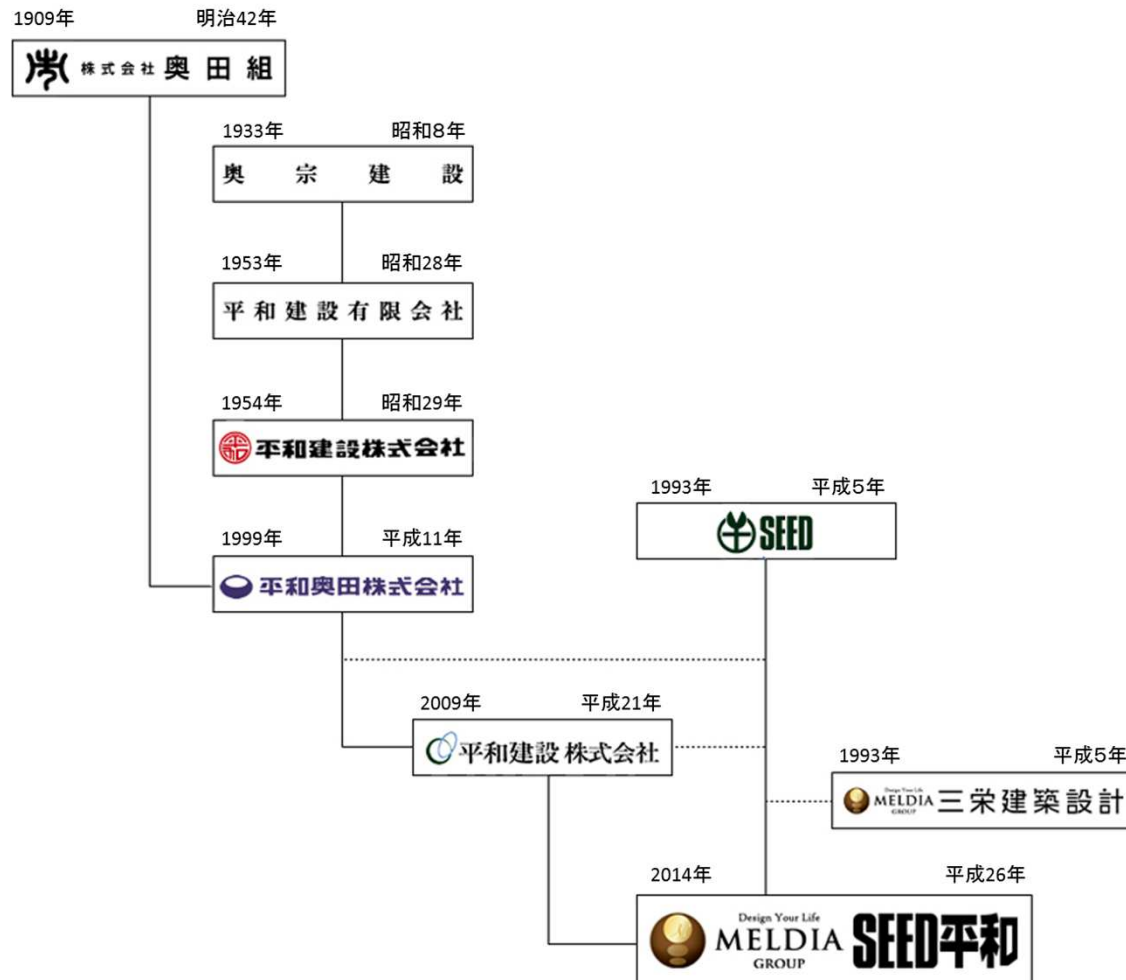 1909年 明治42年
株式会社 奥田組
1933年 昭和8年
奥宗建設
1953年 昭和28年
平和建設有限会社
1954年 昭和29年
平和建設株式会社
1993年 平成5年
SEED
1999年 平成11年
平和奥田株式会社
2009年 平成21年
平和建設 株式会社
1993年 平成5年
Design Your Life
MELDIA 三栄建築設計
GROUP
2014年 平成26年
Design Your Life
MELDIA SEED平和
GROUP